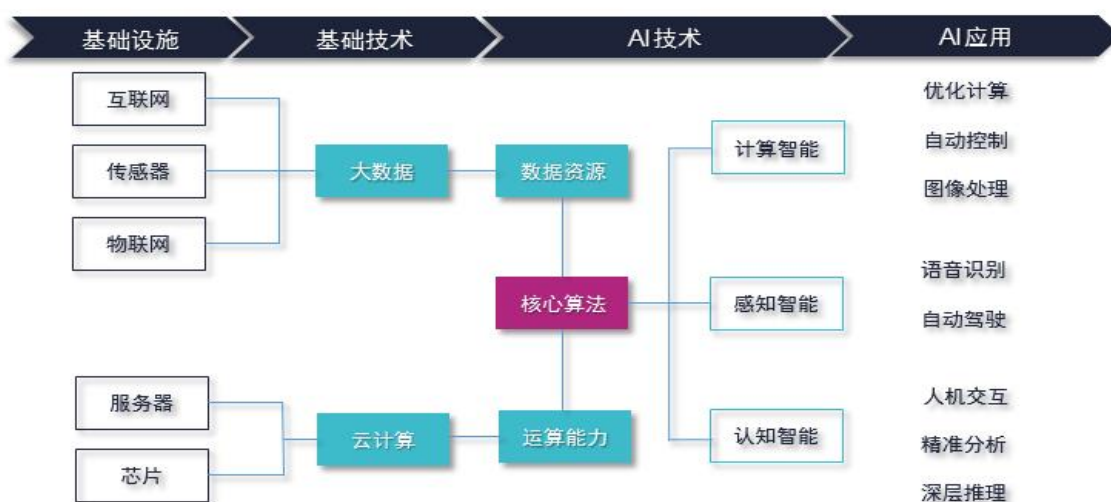 基础设施
基础技术
AI技术
AI应用
互联网
传感器
物联网
服务器
芯片
大数据
云计算
数据资源
核心算法
运算能力
计算智能
感知智能
认知智能
优化计算
自动控制
图像处理
语音识别
自动驾驶
人机交互
精准分析
深层推理